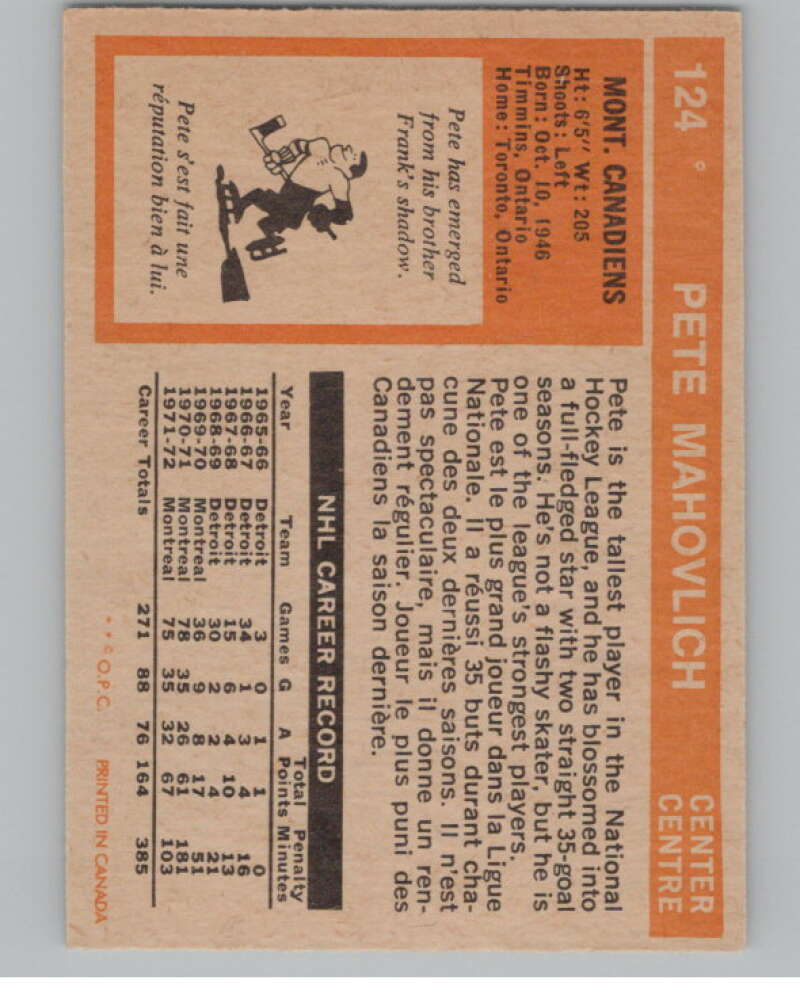 124 PETE MAHOVLICH CENTER
CENTRE
MONT. CANADIENS
Ht: 6'5" Wt: 205
Shoots: Left
Born: Oct. 10, 1946
Timmins, Ontario
Home: Toronto, Ontario
Pete has emerged
from his brother
Frank's shadow.
Pete s'est fait une
réputation bien à lui.
Pete is the tallest player in the National
Hockey League, and he has blossomed into
a full-fledged star with two straight 35-goal
seasons. He's not a flashy skater, but he is
one of the league's strongest players.
Pete est le plus grand joueur dans la Ligue
Nationale. Il a réussi 35 buts durant cha-
cune des deux dernières saisons. Il n'est
pas spectaculaire, mais il donne un ren-
dement régulier. Joueur le plus puni des
Canadiens la saison dernière.
NHL CAREER RECORD
Year Team Games G A Total Points Penalty Minutes
1965-66 Detroit 3 0 1 1 0
1966-67 Detroit 34 1 3 4 16
1967-68 Detroit 15 6 4 10 13
1968-69 Detroit 30 2 2 4 21
1969-70 Montreal 36 9 8 17 51
1970-71 Montreal 78 35 26 61 181
1971-72 Montreal 75 35 32 67 103
Career Totals 271 88 76 164 385
* * © O.P.C. PRINTED IN CANADA